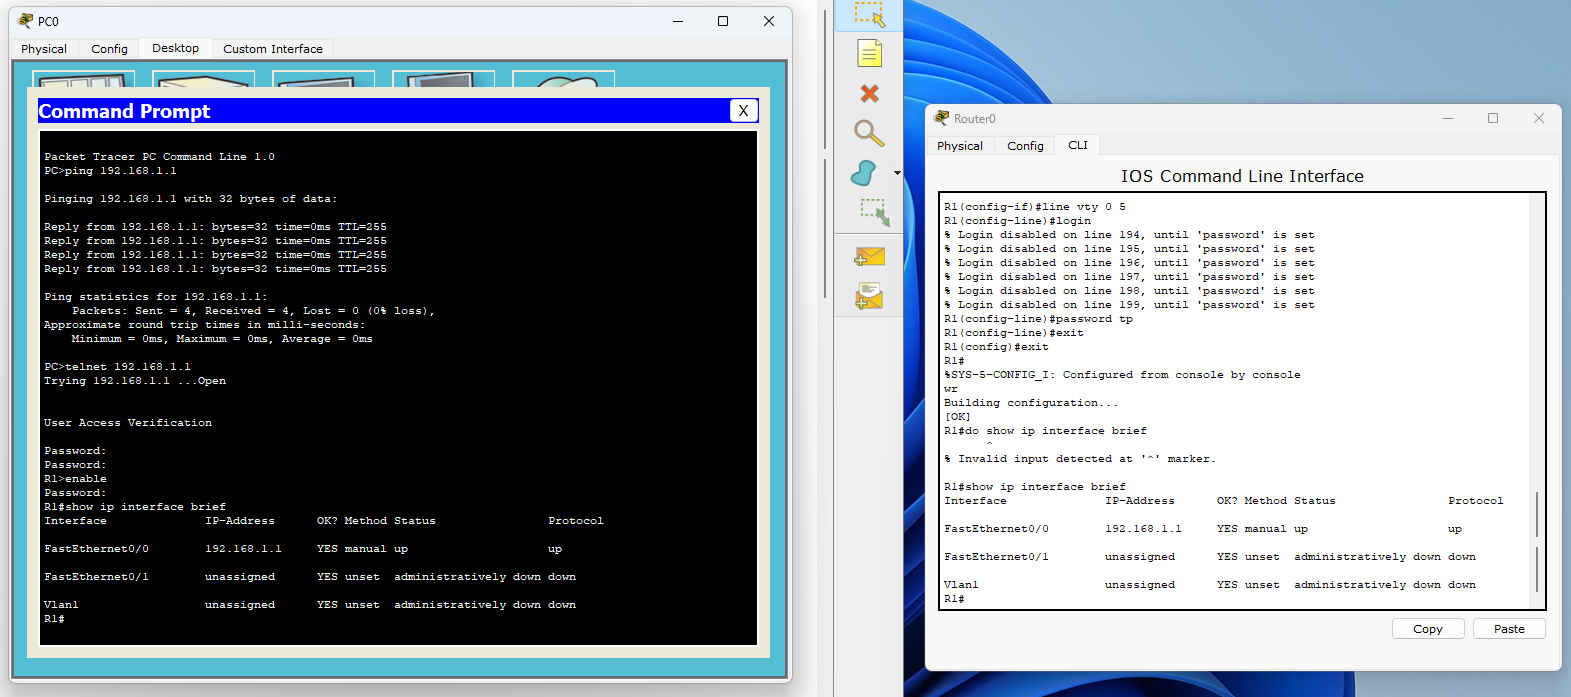 PC0
Physical Config Desktop Custom Interface
Command Prompt X
Packet Tracer PC Command Line 1.0
PC>ping 192.168.1.1
Pinging 192.168.1.1 with 32 bytes of data:
Reply from 192.168.1.1: bytes=32 time=0ms TTL=255
Reply from 192.168.1.1: bytes=32 time=0ms TTL=255
Reply from 192.168.1.1: bytes=32 time=0ms TTL=255
Reply from 192.168.1.1: bytes=32 time=0ms TTL=255
Ping statistics for 192.168.1.1:
    Packets: Sent = 4, Received = 4, Lost = 0 (0% loss),
Approximate round trip times in milli-seconds:
    Minimum = 0ms, Maximum = 0ms, Average = 0ms
PC>telnet 192.168.1.1
Trying 192.168.1.1 ...Open
User Access Verification
Password:
Password:
R1>enable
Password:
R1#show ip interface brief
Interface IP-Address OK? Method Status Protocol
FastEthernet0/0 192.168.1.1 YES manual up up
FastEthernet0/1 unassigned YES unset administratively down down
Vlan1 unassigned YES unset administratively down down
R1#
Router0
Physical Config CLI
IOS Command Line Interface
R1(config-if)#line vty 0 5
R1(config-line)#login
% Login disabled on line 194, until 'password' is set
% Login disabled on line 195, until 'password' is set
% Login disabled on line 196, until 'password' is set
% Login disabled on line 197, until 'password' is set
% Login disabled on line 198, until 'password' is set
% Login disabled on line 199, until 'password' is set
R1(config-line)#password tp
R1(config-line)#exit
R1(config)#exit
R1#
%SYS-5-CONFIG_I: Configured from console by console
wr
Building configuration...
[OK]
R1#do show ip interface brief
^
% Invalid input detected at '^' marker.
R1#show ip interface brief
Interface IP-Address OK? Method Status Protocol
FastEthernet0/0 192.168.1.1 YES manual up up
FastEthernet0/1 unassigned YES unset administratively down down
Vlan1 unassigned YES unset administratively down down
R1#
Copy Paste